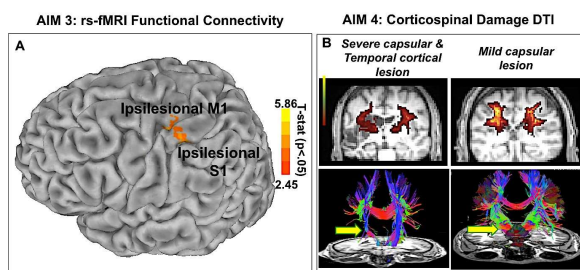 AIM 3: rs-fMRI Functional Connectivity
A
Ipsilesional M1
Ipsilesional
S1
5.86
T-stat (p<05)
2.45
AIM 4: Corticospinal Damage DTI
B
Severe capsular &
Temporal cortical
lesion
Mild capsular
lesion